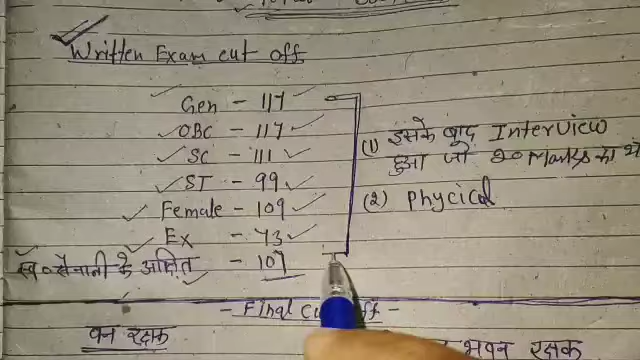 Written Exam cut off
Gen - 117
OBC - 117
SC - 111
ST - 99
Female - 109
Ex - 73
स्व० सेनानी के आश्रित - 107
(1) इसके बाद Interview
हुआ जो 20 Marks का
(2) Phycical
- Final Cut off -
वन रक्षक
रक्षक